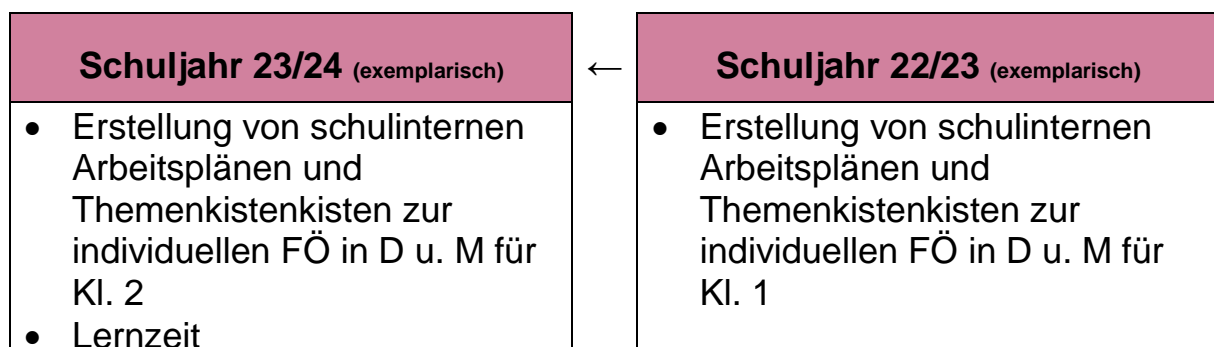 Schuljahr 23/24 (exemplarisch)
• Erstellung von schulinternen
Arbeitsplänen und
Themenkistenkisten zur
individuellen FÖ in D u. M für
Kl. 2
• Lernzeit
←
Schuljahr 22/23 (exemplarisch)
• Erstellung von schulinternen
Arbeitsplänen und
Themenkistenkisten zur
individuellen FÖ in D u. M für
Kl. 1